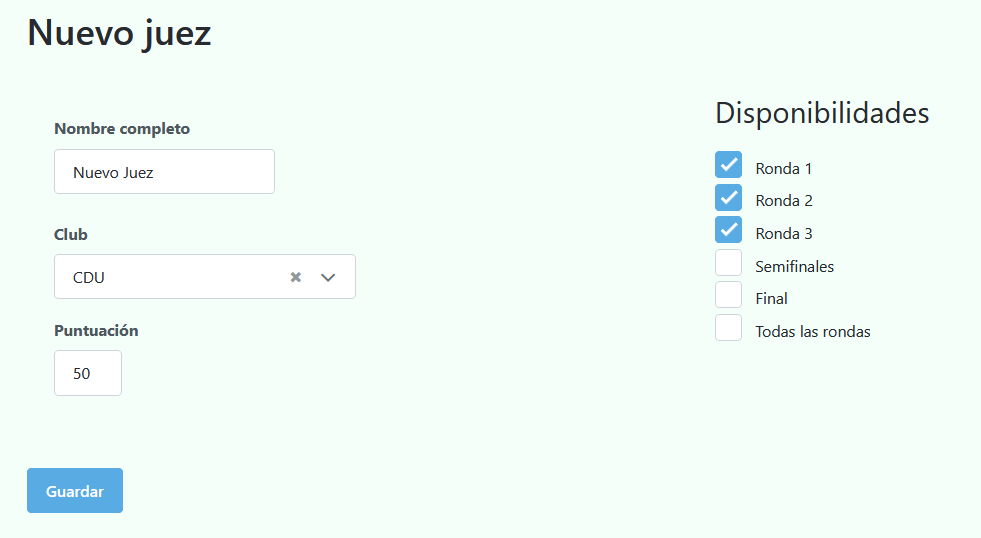 Nuevo juez
Nombre completo
Nuevo Juez
Club
CDU
Puntuación
50
Guardar
Disponibilidades
Ronda 1
Ronda 2
Ronda 3
Semifinales
Final
Todas las rondas